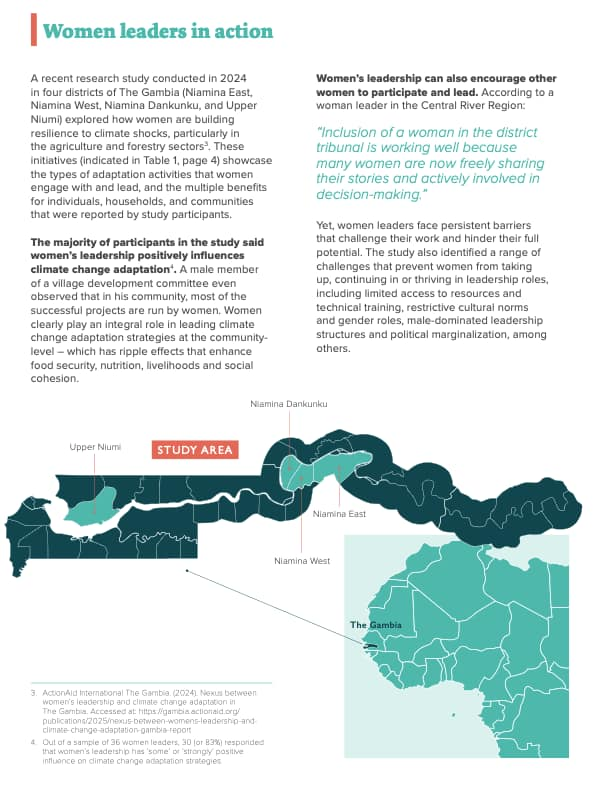 Women leaders in action
A recent research study conducted in 2024
in four districts of The Gambia (Niamina East,
Niamina West, Niamina Dankunku, and Upper
Niumi) explored how women are building
resilience to climate shocks, particularly in
the agriculture and forestry sectors³. These
initiatives (indicated in Table 1, page 4) showcase
the types of adaptation activities that women
engage with and lead, and the multiple benefits
for individuals, households, and communities
that were reported by study participants.
The majority of participants in the study said
women's leadership positively influences
climate change adaptation⁴. A male member
of a village development committee even
observed that in his community, most of the
successful projects are run by women. Women
clearly play an integral role in leading climate
change adaptation strategies at the community-
level – which has ripple effects that enhance
food security, nutrition, livelihoods and social
cohesion.
Women's leadership can also encourage other
women to participate and lead. According to a
woman leader in the Central River Region:
“Inclusion of a woman in the district
tribunal is working well because
many women are now freely sharing
their stories and actively involved in
decision-making.”
Yet, women leaders face persistent barriers
that challenge their work and hinder their full
potential. The study also identified a range of
challenges that prevent women from taking
up, continuing in or thriving in leadership roles,
including limited access to resources and
technical training, restrictive cultural norms
and gender roles, male-dominated leadership
structures and political marginalization, among
others.
Niamina Dankunku
Upper Niumi
STUDY AREA
Niamina East
Niamina West
The Gambia
3. ActionAid International The Gambia. (2024). Nexus between
women's leadership and climate change adaptation in
The Gambia. Accessed at: https://gambia.actionaid.org/
publications/2025/nexus-between-womens-leadership-and-
climate-change-adaptation-gambia-report
4. Out of a sample of 36 women leaders, 30 (or 83%) responded
that women's leadership has 'some' or 'strongly' positive
influence on climate change adaptation strategies.